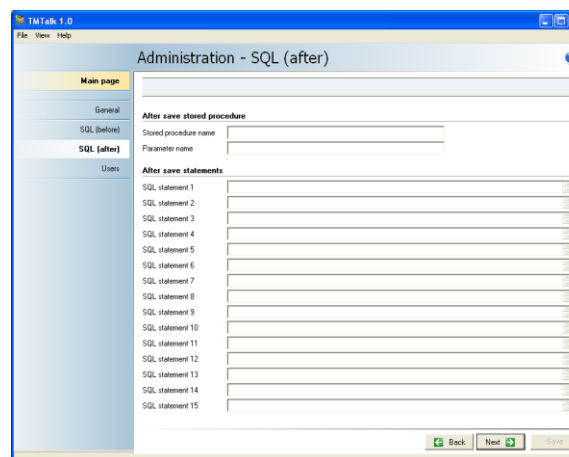 TMTalk 1.0
File View Help
Administration - SQL (after)
Main page
General
SQL (before)
SQL (after)
Users
After save stored procedure
Stored procedure name
Parameter name
After save statements
SQL statement 1
SQL statement 2
SQL statement 3
SQL statement 4
SQL statement 5
SQL statement 6
SQL statement 7
SQL statement 8
SQL statement 9
SQL statement 10
SQL statement 11
SQL statement 12
SQL statement 13
SQL statement 14
SQL statement 15
Back Next Save